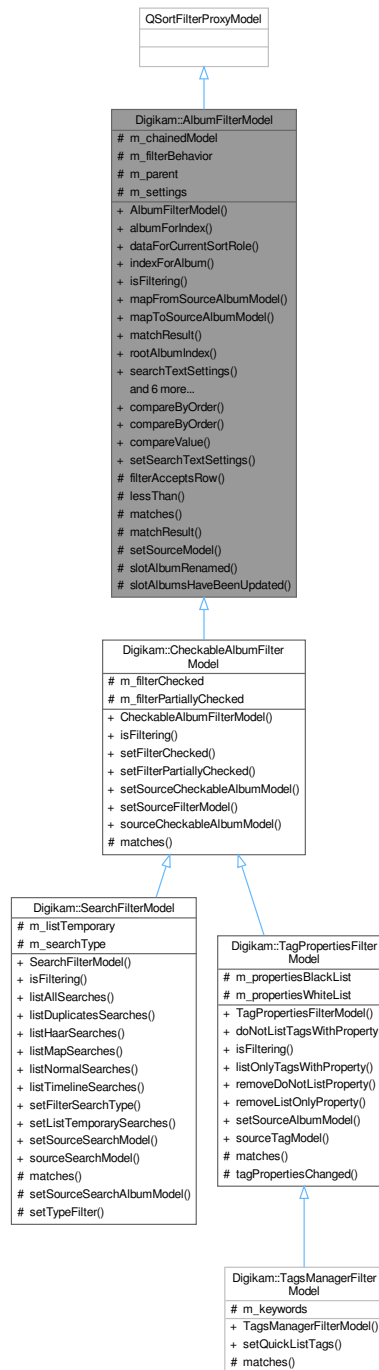 QSortFilterProxyModel
Digikam::AlbumFilterModel
# m_chainedModel
# m_filterBehavior
# m_parent
# m_settings
+ AlbumFilterModel()
+ albumForIndex()
+ dataForCurrentSortRole()
+ indexForAlbum()
+ isFiltering()
+ mapFromSourceAlbumModel()
+ mapToSourceAlbumModel()
+ matchResult()
+ rootAlbumIndex()
+ searchTextSettings()
and 6 more...
+ compareByOrder()
+ compareByOrder()
+ compareValue()
+ setSearchTextSettings()
# filterAcceptsRow()
# lessThan()
# matches()
# matchResult()
# setSourceModel()
# slotAlbumRenamed()
# slotAlbumsHaveBeenUpdated()
Digikam::CheckableAlbumFilter
Model
# m_filterChecked
# m_filterPartiallyChecked
+ CheckableAlbumFilterModel()
+ isFiltering()
+ setFilterChecked()
+ setFilterPartiallyChecked()
+ setSourceCheckableAlbumModel()
+ setSourceFilterModel()
+ sourceCheckableAlbumModel()
# matches()
Digikam::SearchFilterModel
# m_listTemporary
# m_searchType
+ SearchFilterModel()
+ isFiltering()
+ listAllSearches()
+ listDuplicatesSearches()
+ listHaarSearches()
+ listMapSearches()
+ listNormalSearches()
+ listTimelineSearches()
+ setFilterSearchType()
+ setListTemporarySearches()
+ setSourceSearchModel()
+ sourceSearchModel()
# matches()
# setSourceSearchAlbumModel()
# setTypeFilter()
Digikam::TagPropertiesFilter
Model
# m_propertiesBlackList
# m_propertiesWhiteList
+ TagPropertiesFilterModel()
+ doNotListTagsWithProperty
+ isFiltering()
+ listOnlyTagsWithProperty()
+ removeDoNotListProperty()
+ removeListOnlyProperty()
+ setSourceAlbumModel()
+ sourceTagModel()
# matches()
# tagPropertiesChanged()
Digikam::TagsManagerFilter
Model
# m_keywords
+ TagsManagerFilterModel()
+ setQuickListTags()
# matches()